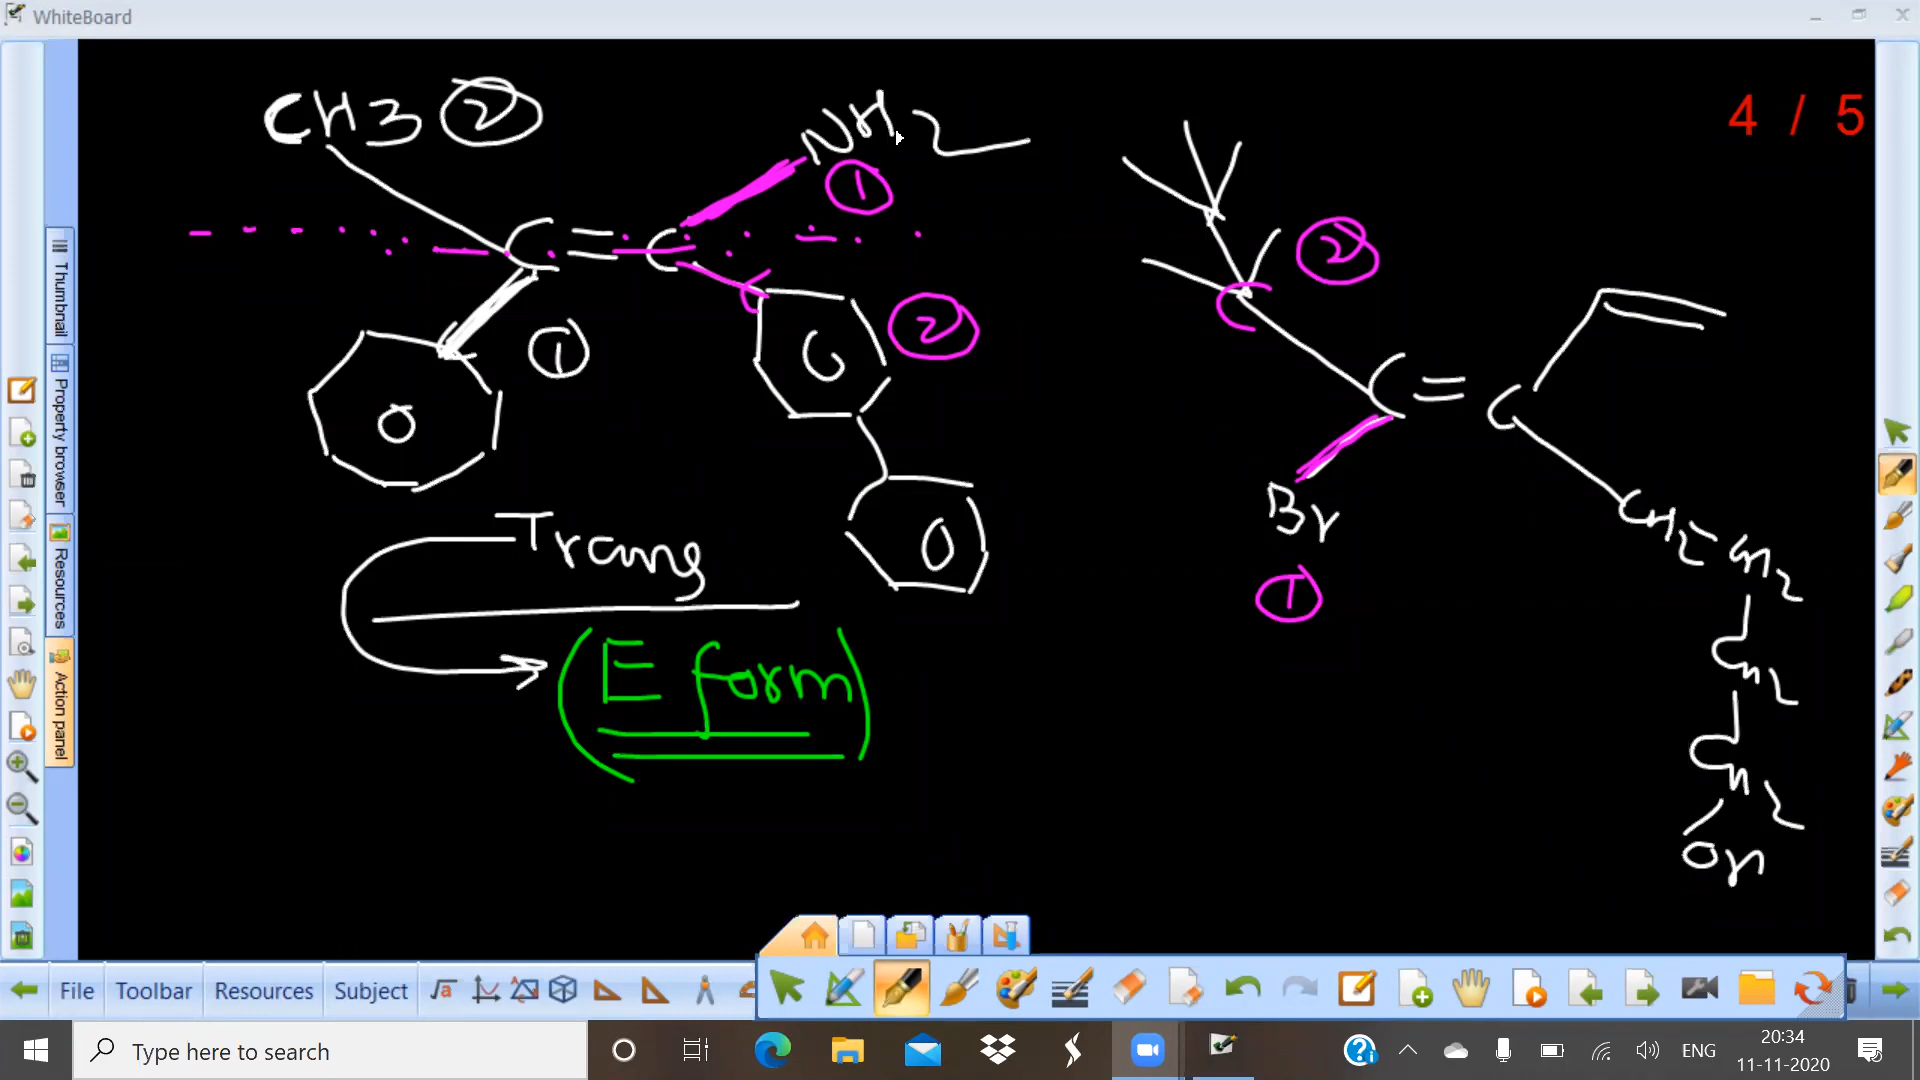 WhiteBoard
4 / 5
CH3 ②
NH2
①
C = C
①
②
Trans
(E form)
②
C = C
Br
①
CH2 - CH2
CH2
CH2
OH
Thumbnail
Property browser
Resources
Action panel
File Toolbar Resources Subject
Type here to search
ENG
20:34
11-11-2020